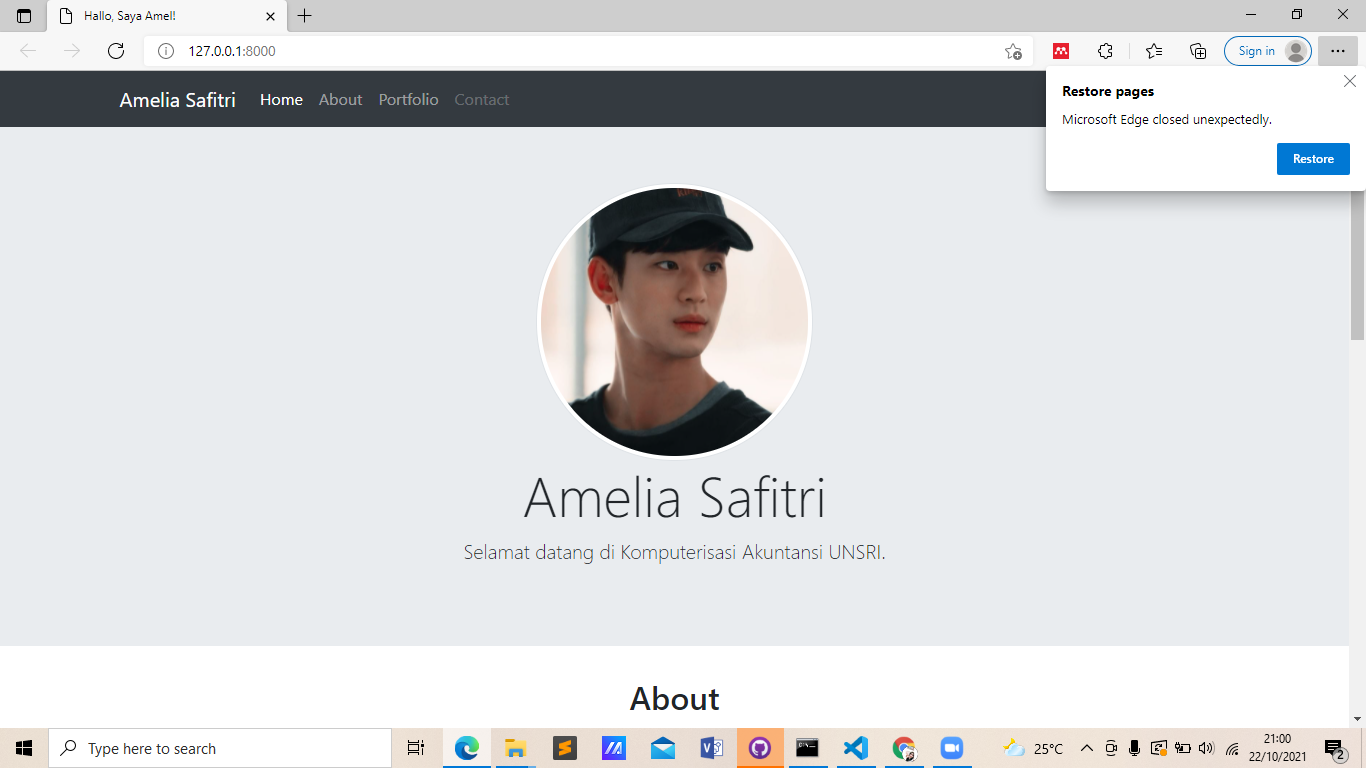 Hallo, Saya Amel!
127.0.0.1:8000
Sign in
Amelia Safitri Home About Portfolio Contact
Restore pages
Microsoft Edge closed unexpectedly.
Restore
Amelia Safitri
Selamat datang di Komputerisasi Akuntansi UNSRI.
About
Type here to search
25°C
21:00
22/10/2021
2